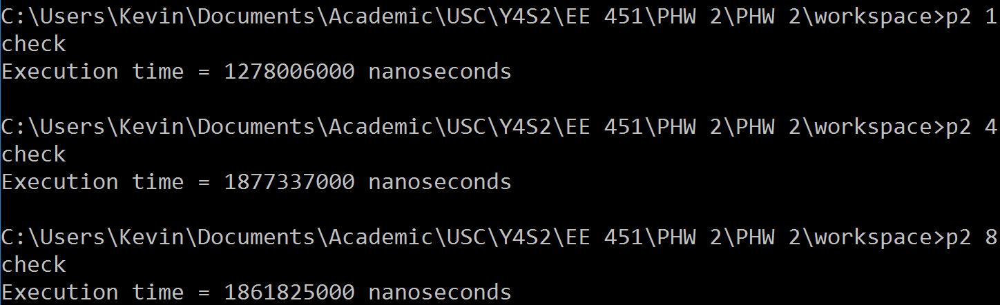 C:\Users\Kevin\Documents\Academic\USC\Y4S2\EE 451\PHW 2\PHW 2\workspace>p2 1
check
Execution time = 1278006000 nanoseconds
C:\Users\Kevin\Documents\Academic\USC\Y4S2\EE 451\PHW 2\PHW 2\workspace>p2 4
check
Execution time = 1877337000 nanoseconds
C:\Users\Kevin\Documents\Academic\USC\Y4S2\EE 451\PHW 2\PHW 2\workspace>p2 8
check
Execution time = 1861825000 nanoseconds